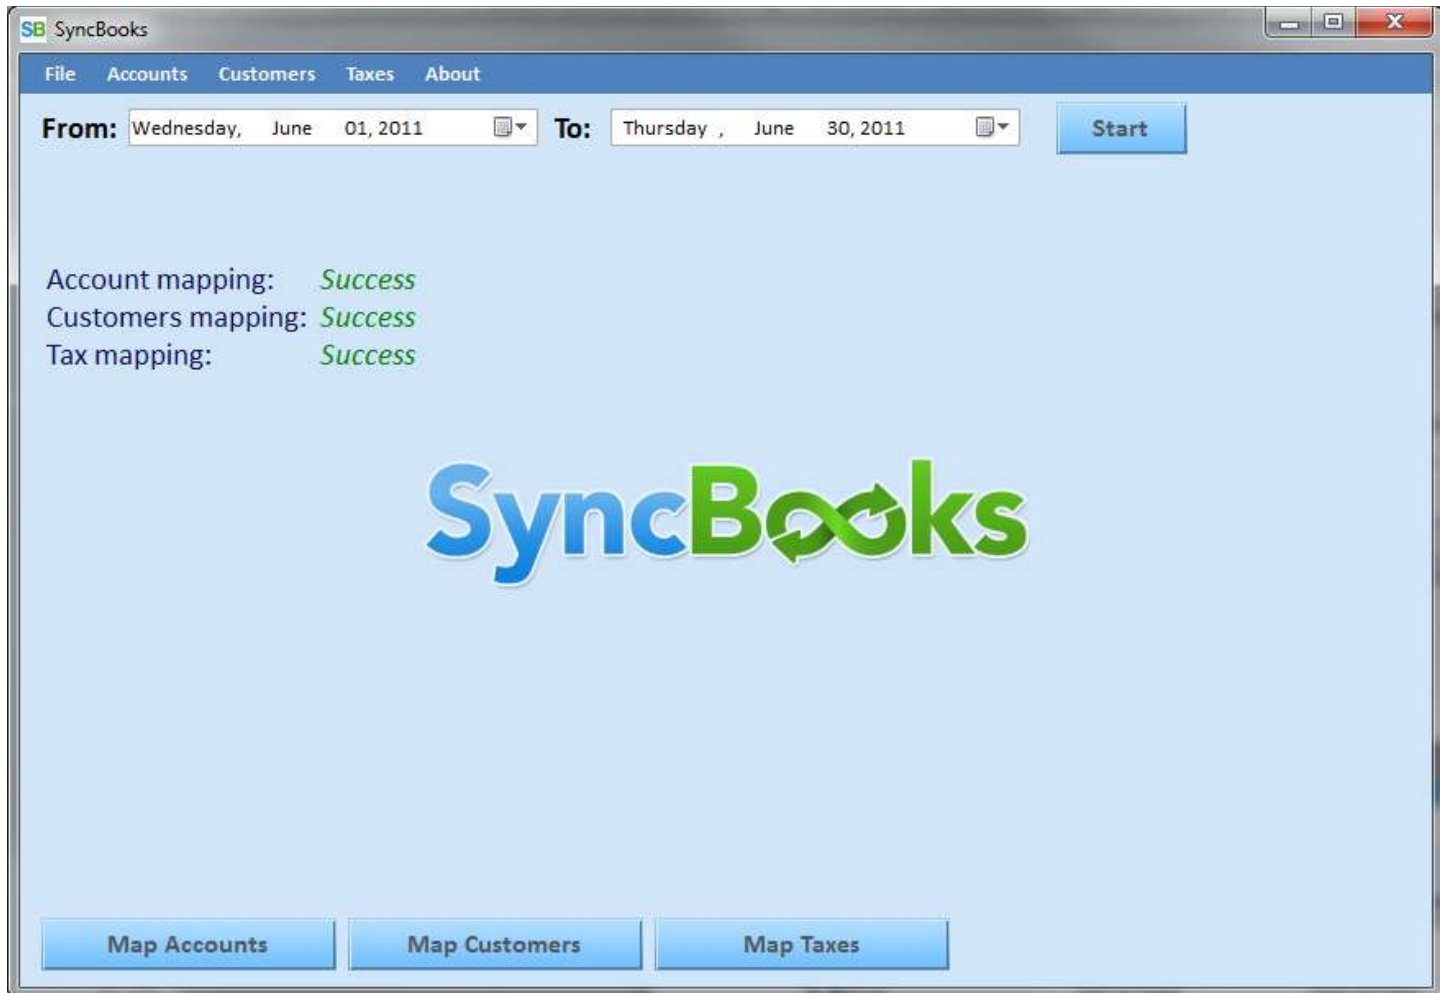 SB SyncBooks
File Accounts Customers Taxes About
From: Wednesday, June 01, 2011 To: Thursday , June 30, 2011 Start
Account mapping: Success
Customers mapping: Success
Tax mapping: Success
SyncBooks
Map Accounts Map Customers Map Taxes